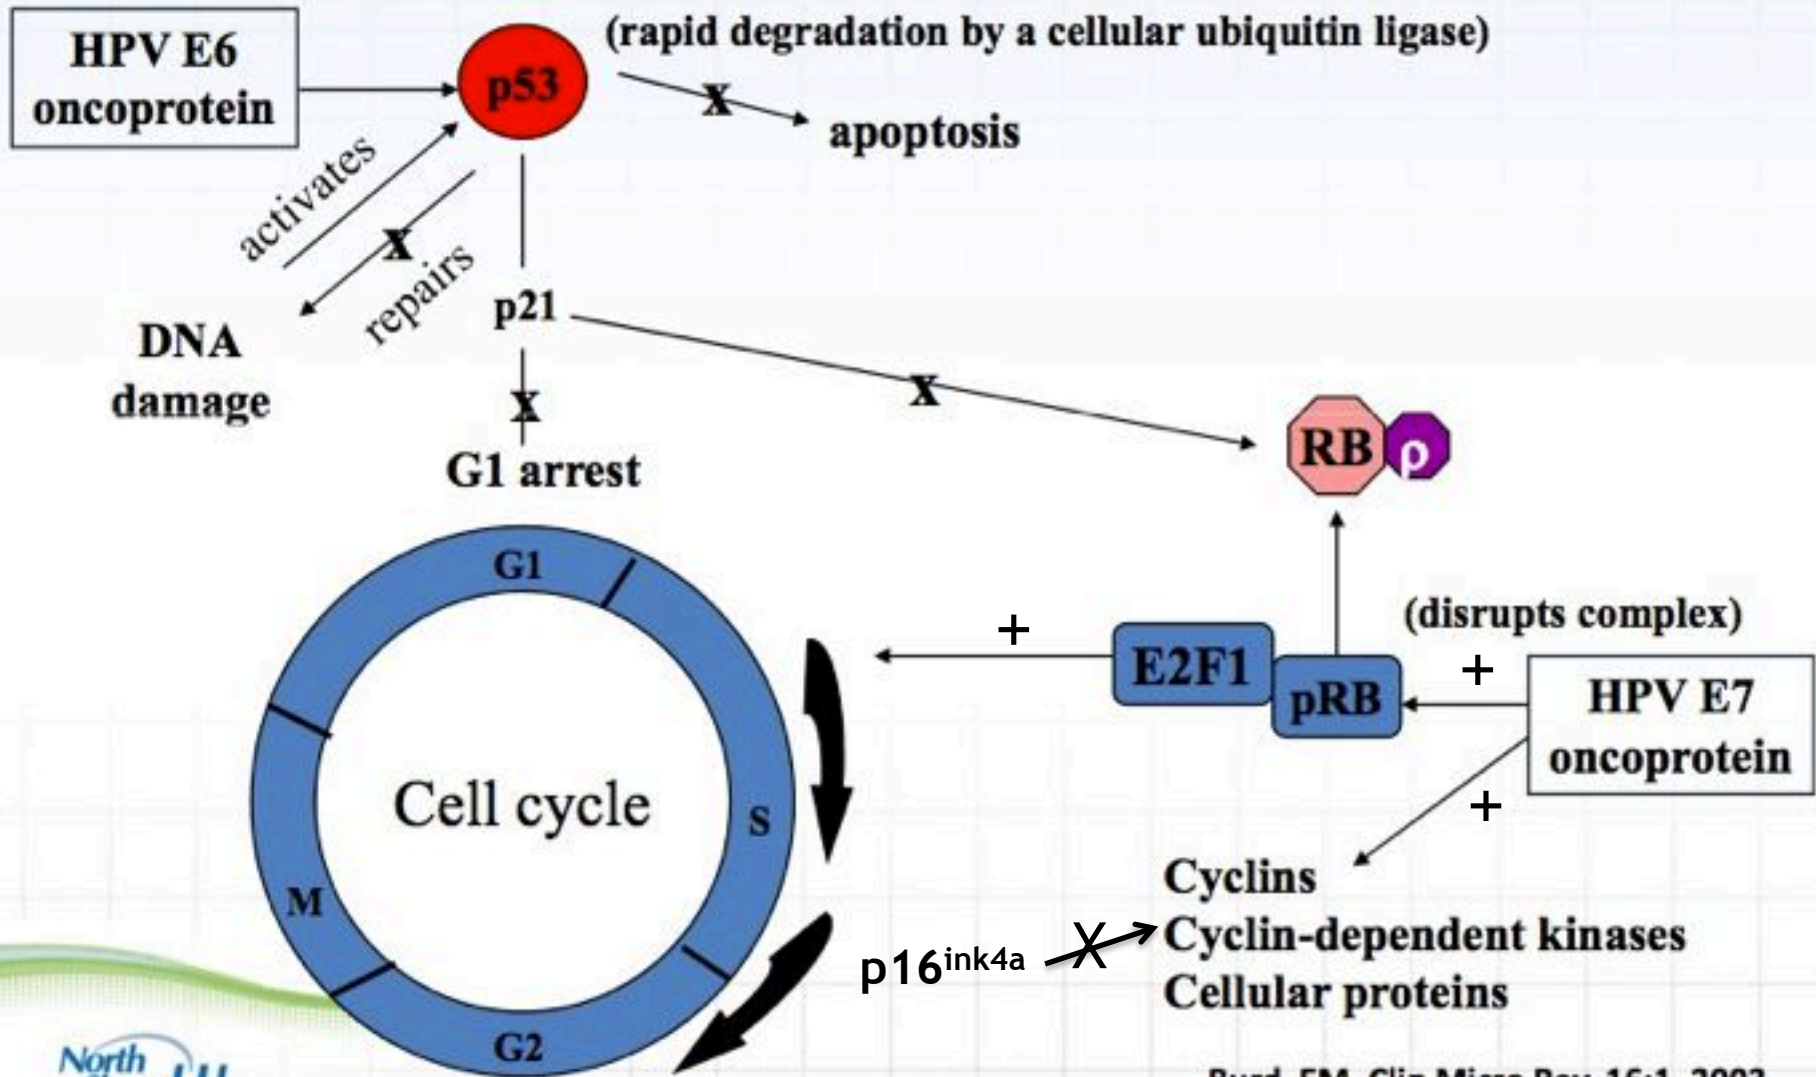 HPV E6
oncoprotein
p53
(rapid degradation by a cellular ubiquitin ligase)
X
apoptosis
activates
X
repairs
DNA
damage
p21
X
X
G1 arrest
RB
p
G1
S
G2
M
Cell cycle
+
E2F1
pRB
(disrupts complex)
+
HPV E7
oncoprotein
+
Cyclins
p16ink4a
X
Cyclin-dependent kinases
Cellular proteins
North